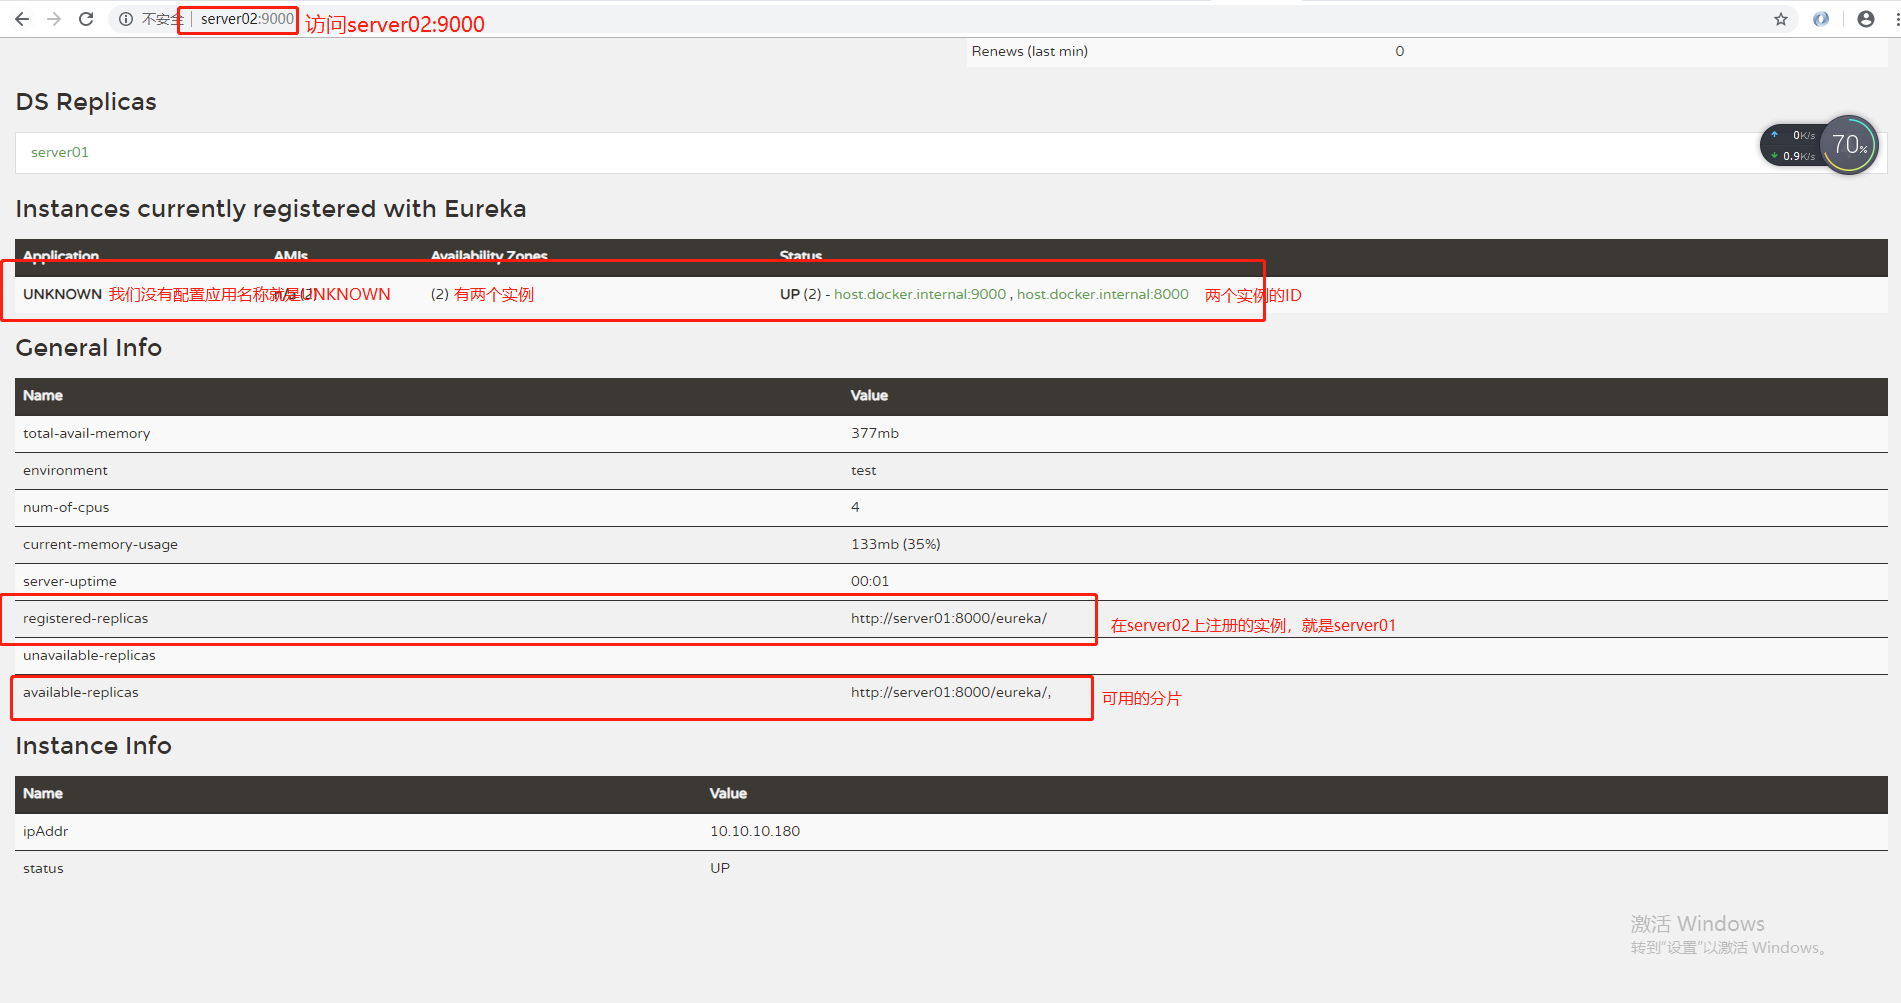 不安全 server02:9000 访问server02:9000
Renews (last min) 0
DS Replicas
server01
0K/s
0.9K/s
70%
Instances currently registered with Eureka
Application AMIs Availability Zones Status
UNKNOWN 我们没有配置应用名称就是UNKNOWN n/a (2) (2) 有两个实例 UP (2) - host.docker.internal:9000 , host.docker.internal:8000 两个实例的ID
General Info
Name Value
total-avail-memory 377mb
environment test
num-of-cpus 4
current-memory-usage 133mb (35%)
server-uptime 00:01
registered-replicas http://server01:8000/eureka/
在server02上注册的实例，就是server01
unavailable-replicas
available-replicas http://server01:8000/eureka/,
可用的分片
Instance Info
Name Value
ipAddr 10.10.10.180
status UP
激活 Windows
转到"设置"以激活 Windows。